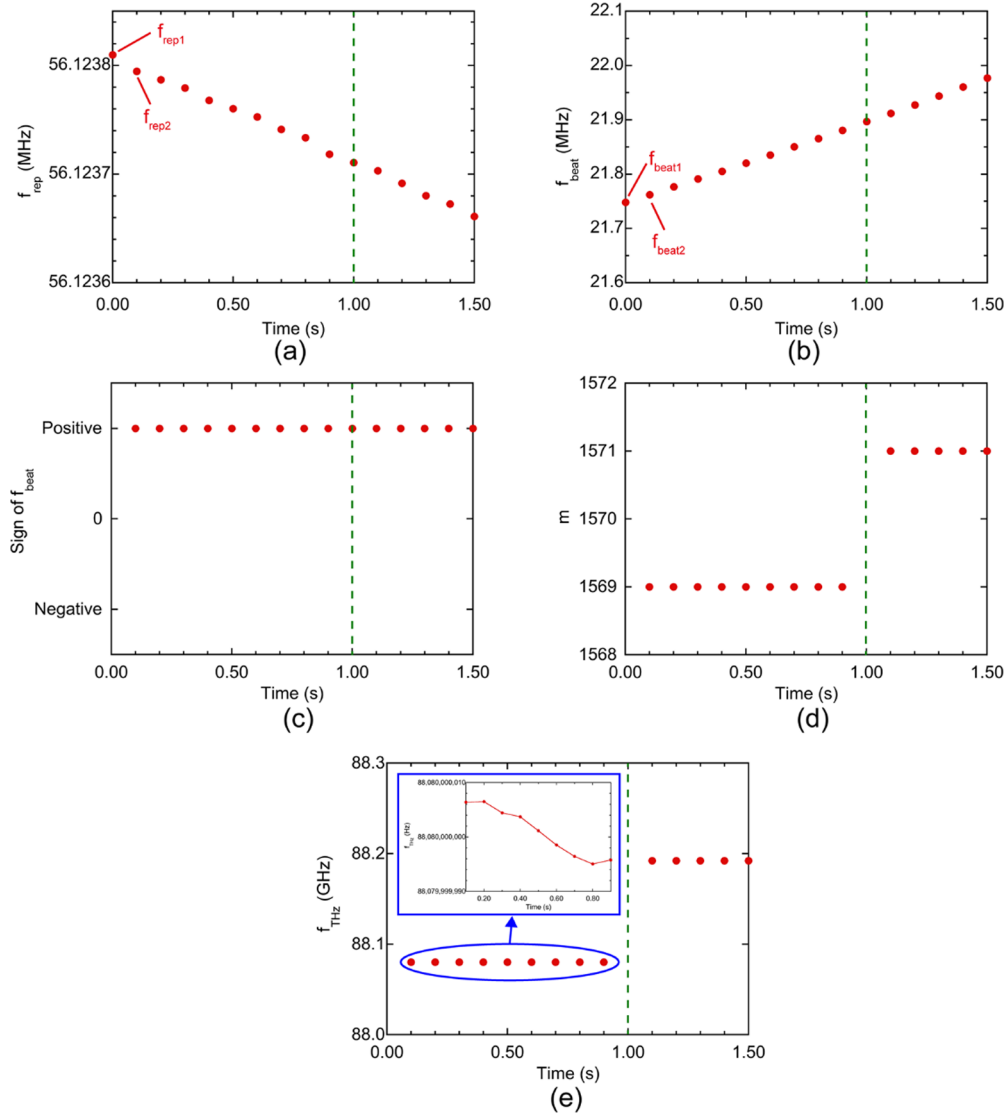 f_rep1
f_rep2
56.1238
56.1237
56.1236
f_rep (MHz)
0.00 0.50 1.00 1.50
Time (s)
(a)
22.1
22.0
21.9
21.8
21.7
21.6
f_beat (MHz)
f_beat1
f_beat2
0.00 0.50 1.00 1.50
Time (s)
(b)
Positive
0
Negative
Sign of f_beat
0.00 0.50 1.00 1.50
Time (s)
(c)
1572
1571
1570
1569
1568
m
0.00 0.50 1.00 1.50
Time (s)
(d)
88.3
88.2
88.1
88.0
f_THz (GHz)
88,080,000,010
88,080,000,000
88,079,999,990
f_THz (Hz)
0.20 0.40 0.60 0.80
Time (s)
0.00 0.50 1.00 1.50
Time (s)
(e)